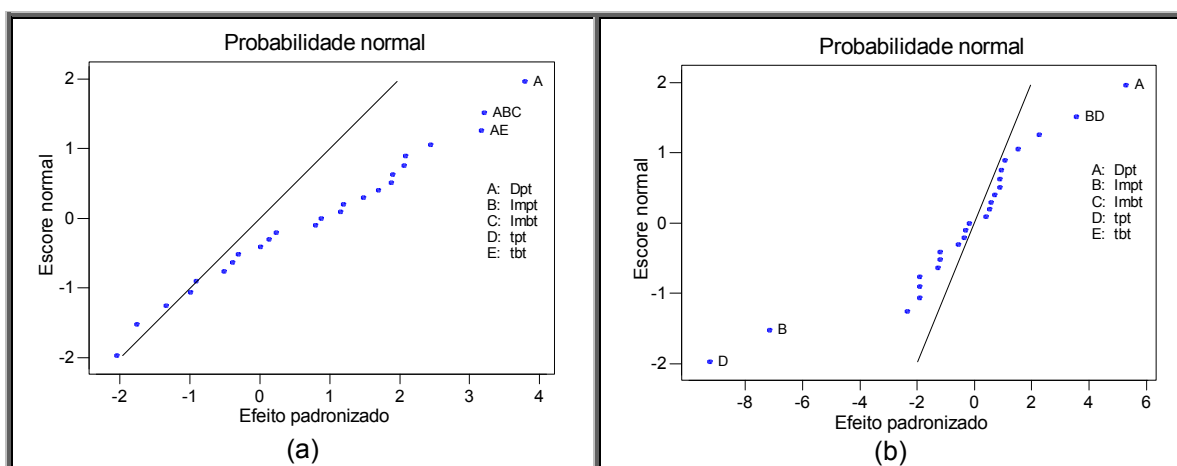 Probabilidade normal
2
1
0
-1
-2
Escore normal
A
ABC
AE
A: Dpt
B: Impt
C: Imbt
D: tpt
E: tbt
-2 -1 0 1 2 3 4
Efeito padronizado
(a)
Probabilidade normal
2
1
0
-1
-2
Escore normal
A
BD
A: Dpt
B: Impt
C: Imbt
D: tpt
E: tbt
B
D
-8 -6 -4 -2 0 2 4 6
Efeito padronizado
(b)